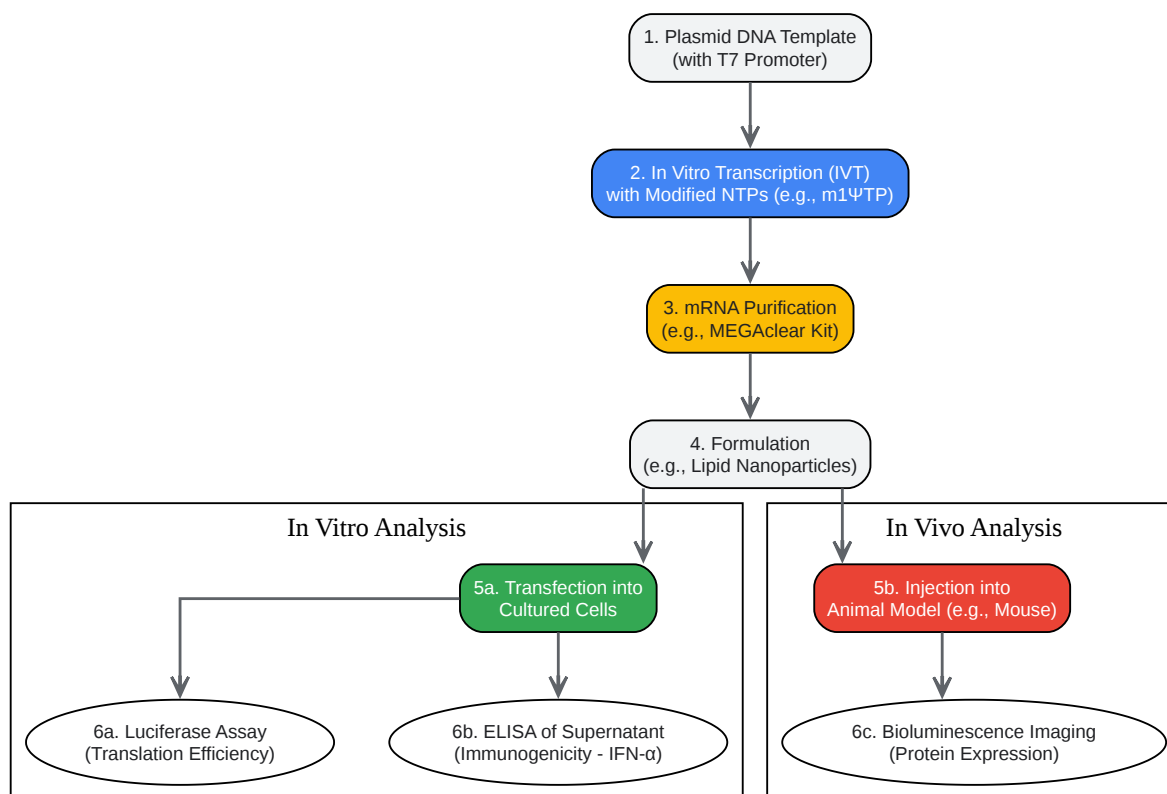 1. Plasmid DNA Template
(with T7 Promoter)
2. In Vitro Transcription (IVT)
with Modified NTPs (e.g., m1ΨTP)
3. mRNA Purification
(e.g., MEGAclear Kit)
4. Formulation
(e.g., Lipid Nanoparticles)
In Vitro Analysis
In Vivo Analysis
5a. Transfection into
Cultured Cells
5b. Injection into
Animal Model (e.g., Mouse)
6a. Luciferase Assay
(Translation Efficiency)
6b. ELISA of Supernatant
(Immunogenicity - IFN-α)
6c. Bioluminescence Imaging
(Protein Expression)